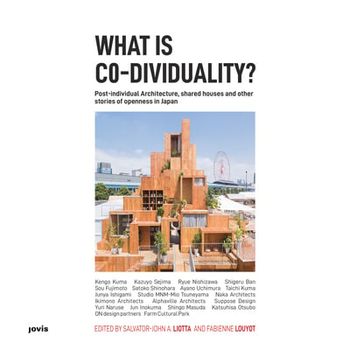 WHAT IS
CO-DIVIDUALITY?
Post-individual Architecture, shared houses and other
stories of openness in Japan
Kengo Kuma Kazuyo Sejima Ryue Nishizawa Shigeru Ban
Sou Fujimoto Satoko Shinohara Ayano Uchimura Taichi Kuma
Junya Ishigami Studio MNM-Mio Tsuneyama Naka Architects
Ikimono Architects Alphaville Architects Suppose Design
Yuri Naruse Jun Inokuma Shingo Masuda Katsuhisa Otsubo
ON design partners Farm Cultural Park
jovis
EDITED BY SALVATOR-JOHN A. LIOTTA AND FABIENNE LOUYOT